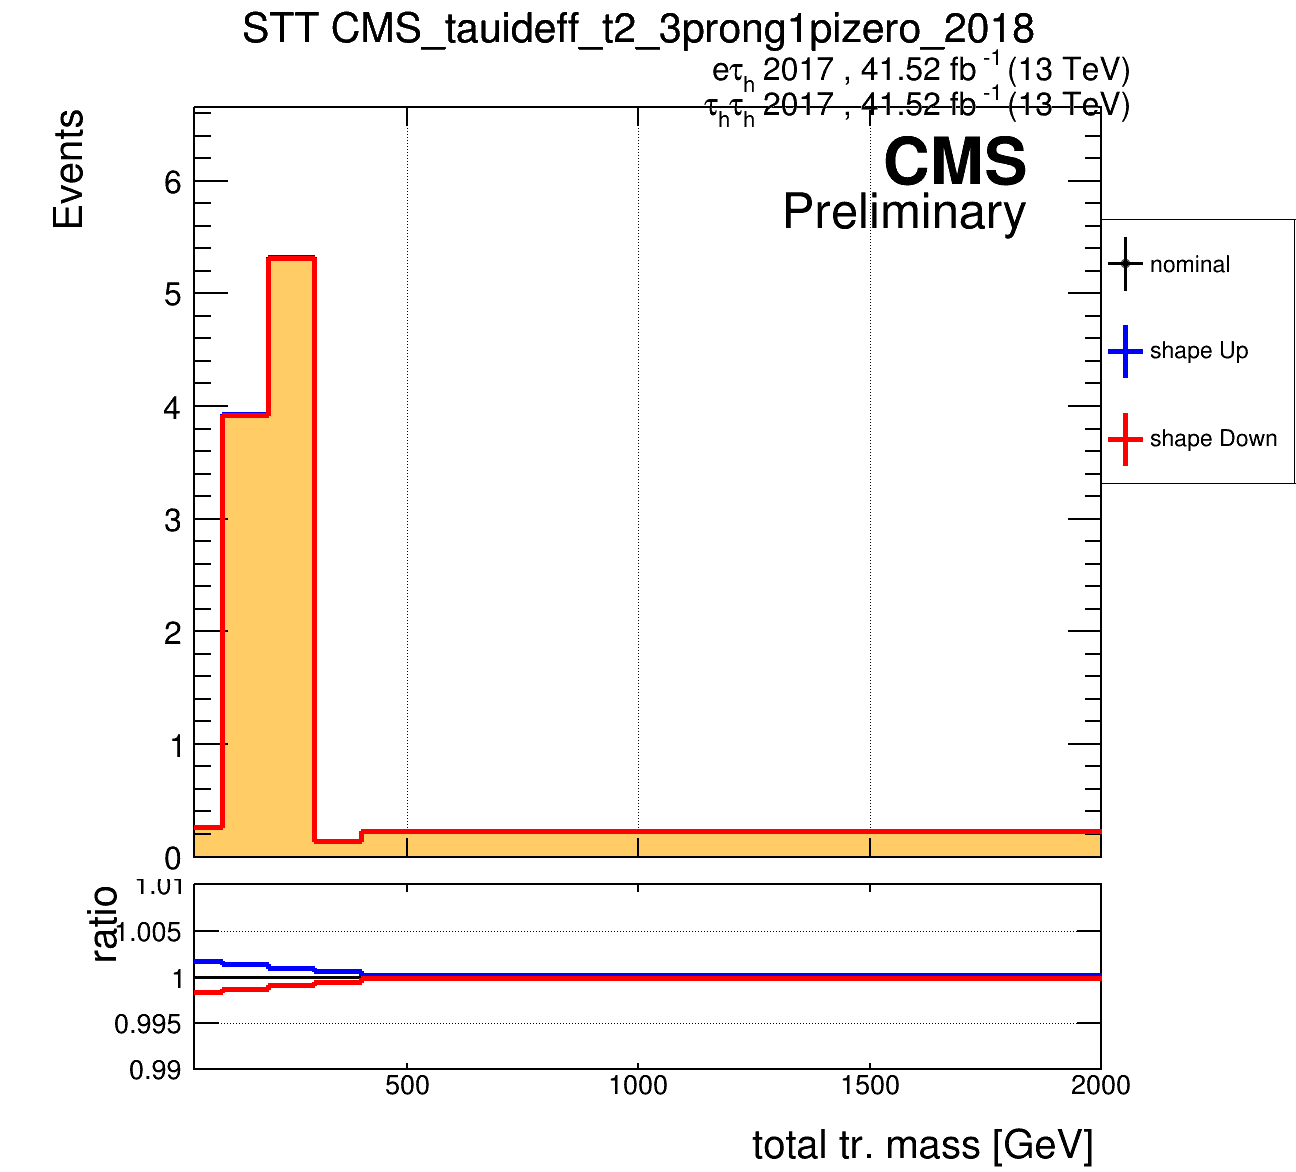 STT CMS_tauideff_t2_3prong1pizero_2018
eτh 2017 , 41.52 fb -1 (13 TeV)
τhτh 2017 , 41.52 fb -1 (13 TeV)
CMS
Preliminary
Events
6
5
4
3
2
1
0
nominal
shape Up
shape Down
ratio
1.01
1.005
1
0.995
0.99
500 1000 1500 2000
total tr. mass [GeV]